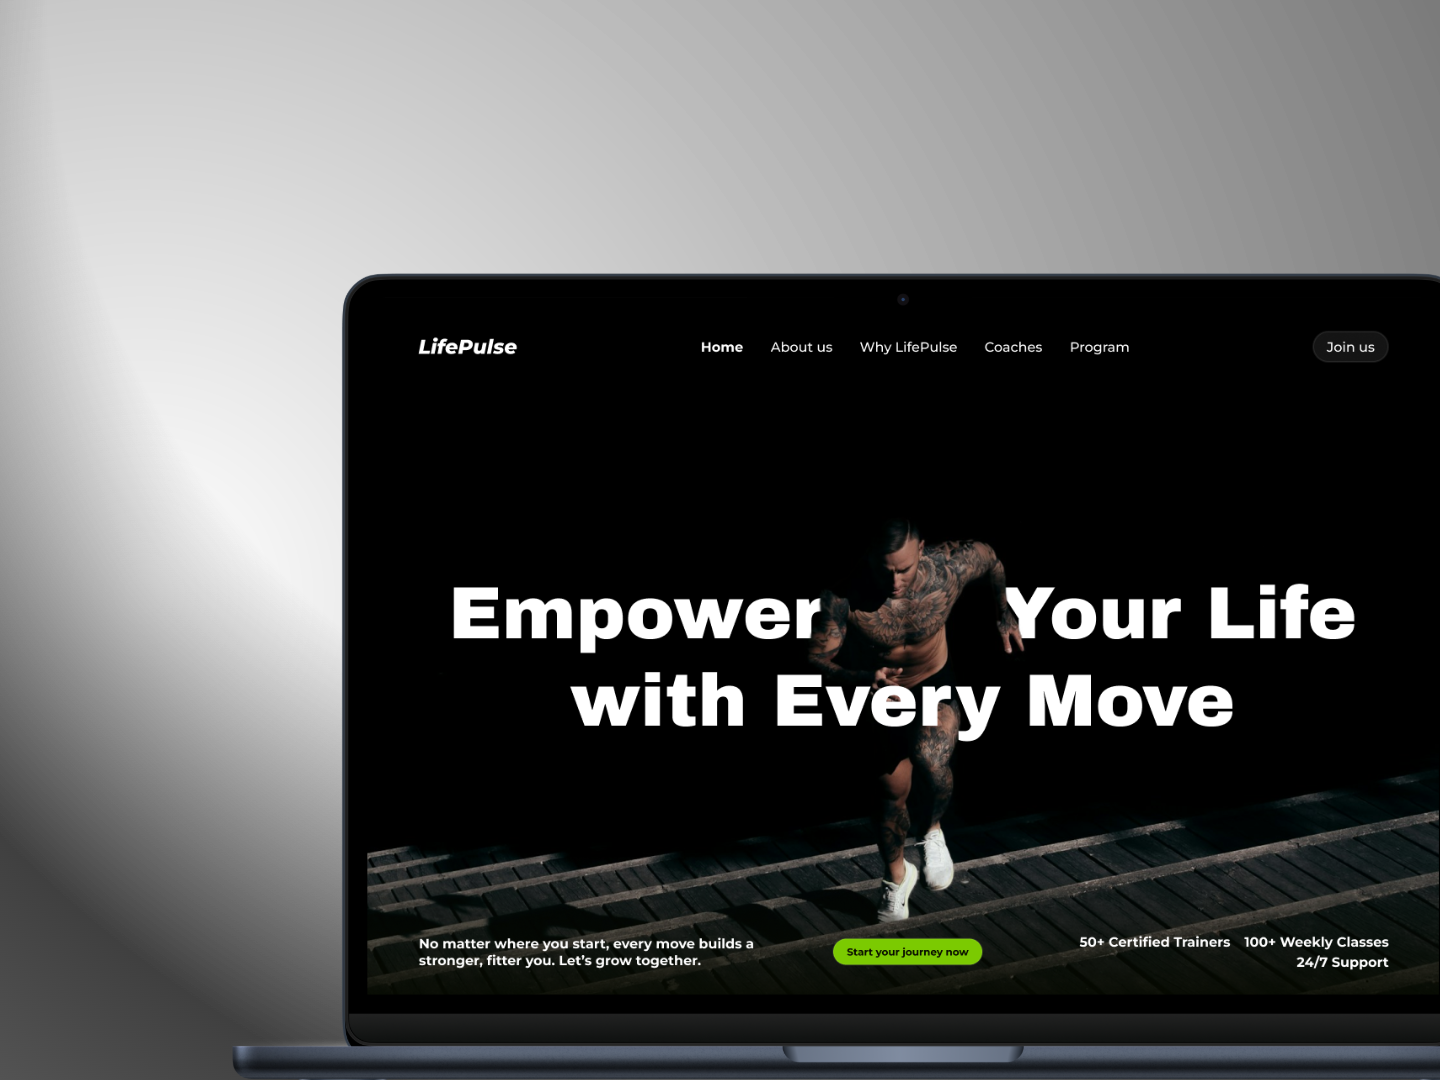 LifePulse
Home About us Why LifePulse Coaches Program
Join us
Empower Your Life
with Every Move
No matter where you start, every move builds a
stronger, fitter you. Let's grow together.
Start your journey now
50+ Certified Trainers 100+ Weekly Classes
24/7 Support